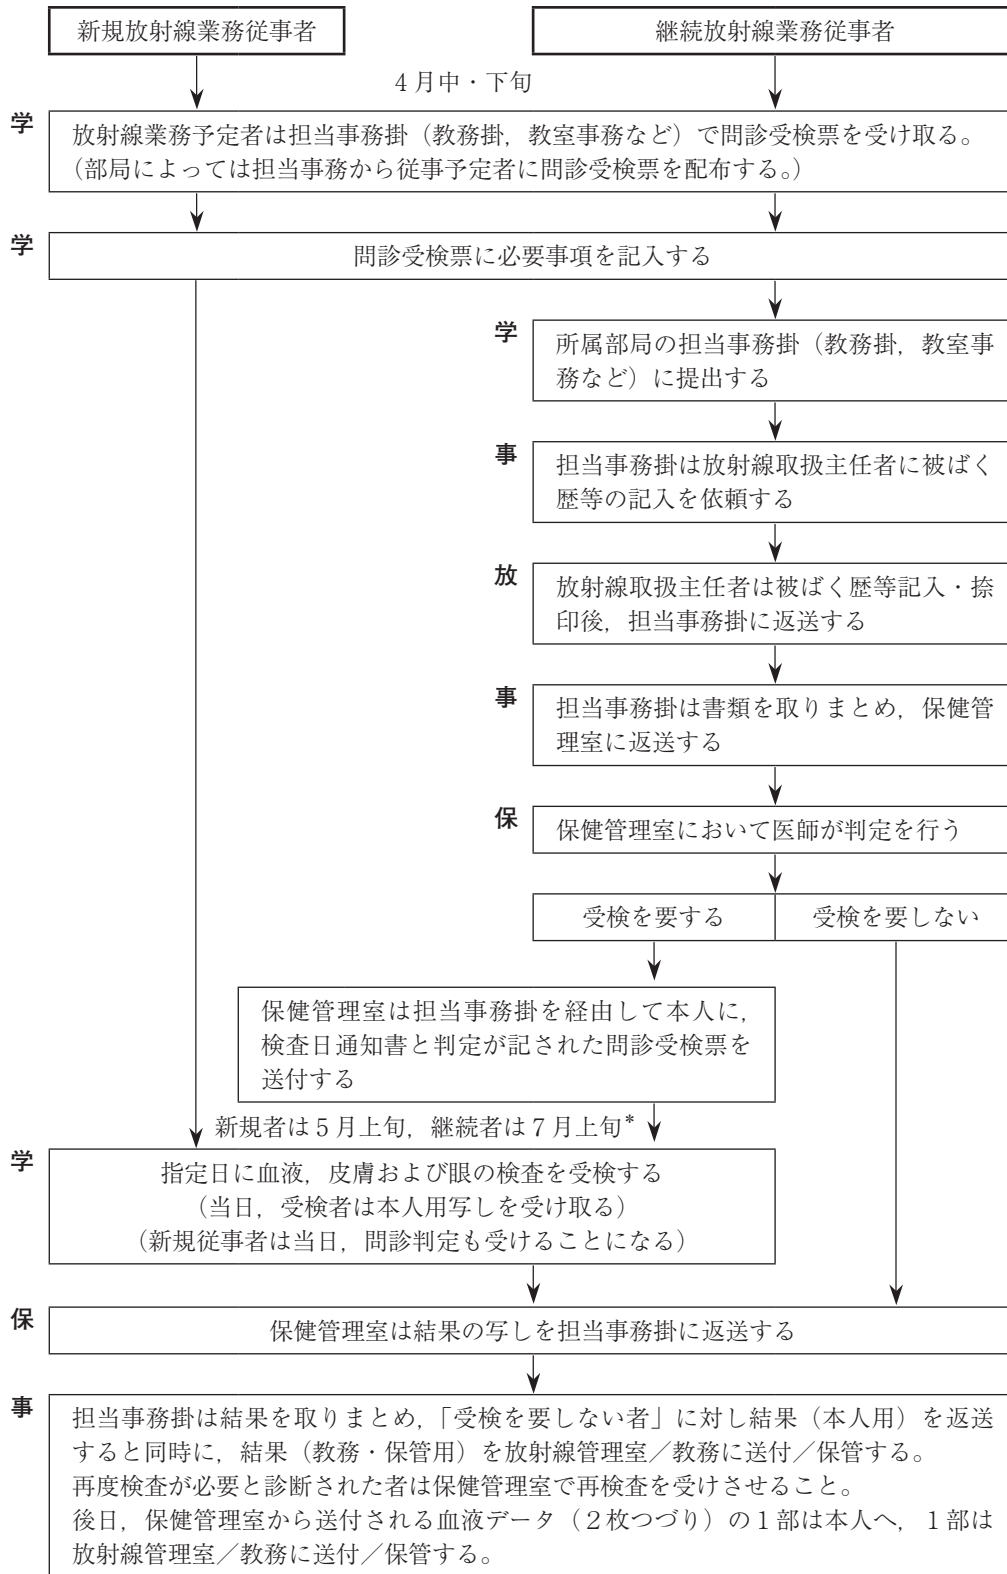 新規放射線業務従事者
継続放射線業務従事者
4月中・下旬
学
放射線業務予定者は担当事務掛（教務掛，教室事務など）で問診受検票を受け取る。
（部局によっては担当事務から従事予定者に問診受検票を配布する。）
学
問診受検票に必要事項を記入する
学
所属部局の担当事務掛（教務掛，教室事
務など）に提出する
事
担当事務掛は放射線取扱主任者に被ばく
歴等の記入を依頼する
放
放射線取扱主任者は被ばく歴等記入・捺
印後，担当事務掛に返送する
事
担当事務掛は書類を取りまとめ，保健管
理室に返送する
保
保健管理室において医師が判定を行う
受検を要する
受検を要しない
保健管理室は担当事務掛を経由して本人に，
検査日通知書と判定が記された問診受検票を
送付する
新規者は5月上旬，継続者は7月上旬*
学
指定日に血液，皮膚および眼の検査を受検する
（当日，受検者は本人用写しを受け取る）
（新規従事者は当日，問診判定も受けることになる）
保
保健管理室は結果の写しを担当事務掛に返送する
事
担当事務掛は結果を取りまとめ，「受検を要しない者」に対し結果（本人用）を返送
すると同時に，結果（教務・保管用）を放射線管理室／教務に送付／保管する。
再度検査が必要と診断された者は保健管理室で再検査を受けさせること。
後日，保健管理室から送付される血液データ（2枚つづり）の1部は本人へ，1部は
放射線管理室／教務に送付／保管する。